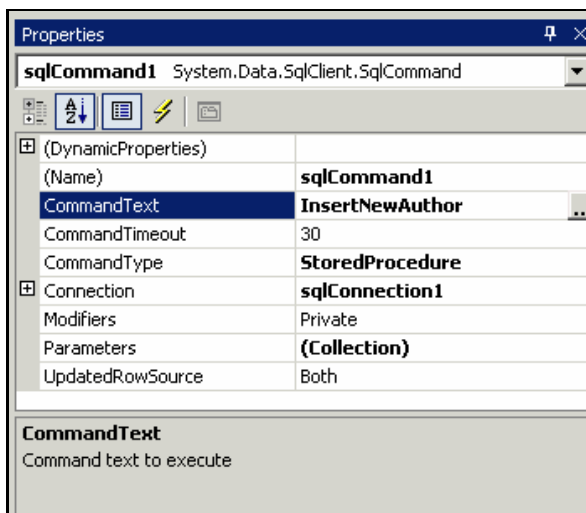 Properties
sqlCommand1 System.Data.SqlClient.SqlCommand
(DynamicProperties)
(Name) sqlCommand1
CommandText InsertNewAuthor ...
CommandTimeout 30
CommandType StoredProcedure
Connection sqlConnection1
Modifiers Private
Parameters (Collection)
UpdatedRowSource Both
CommandText
Command text to execute